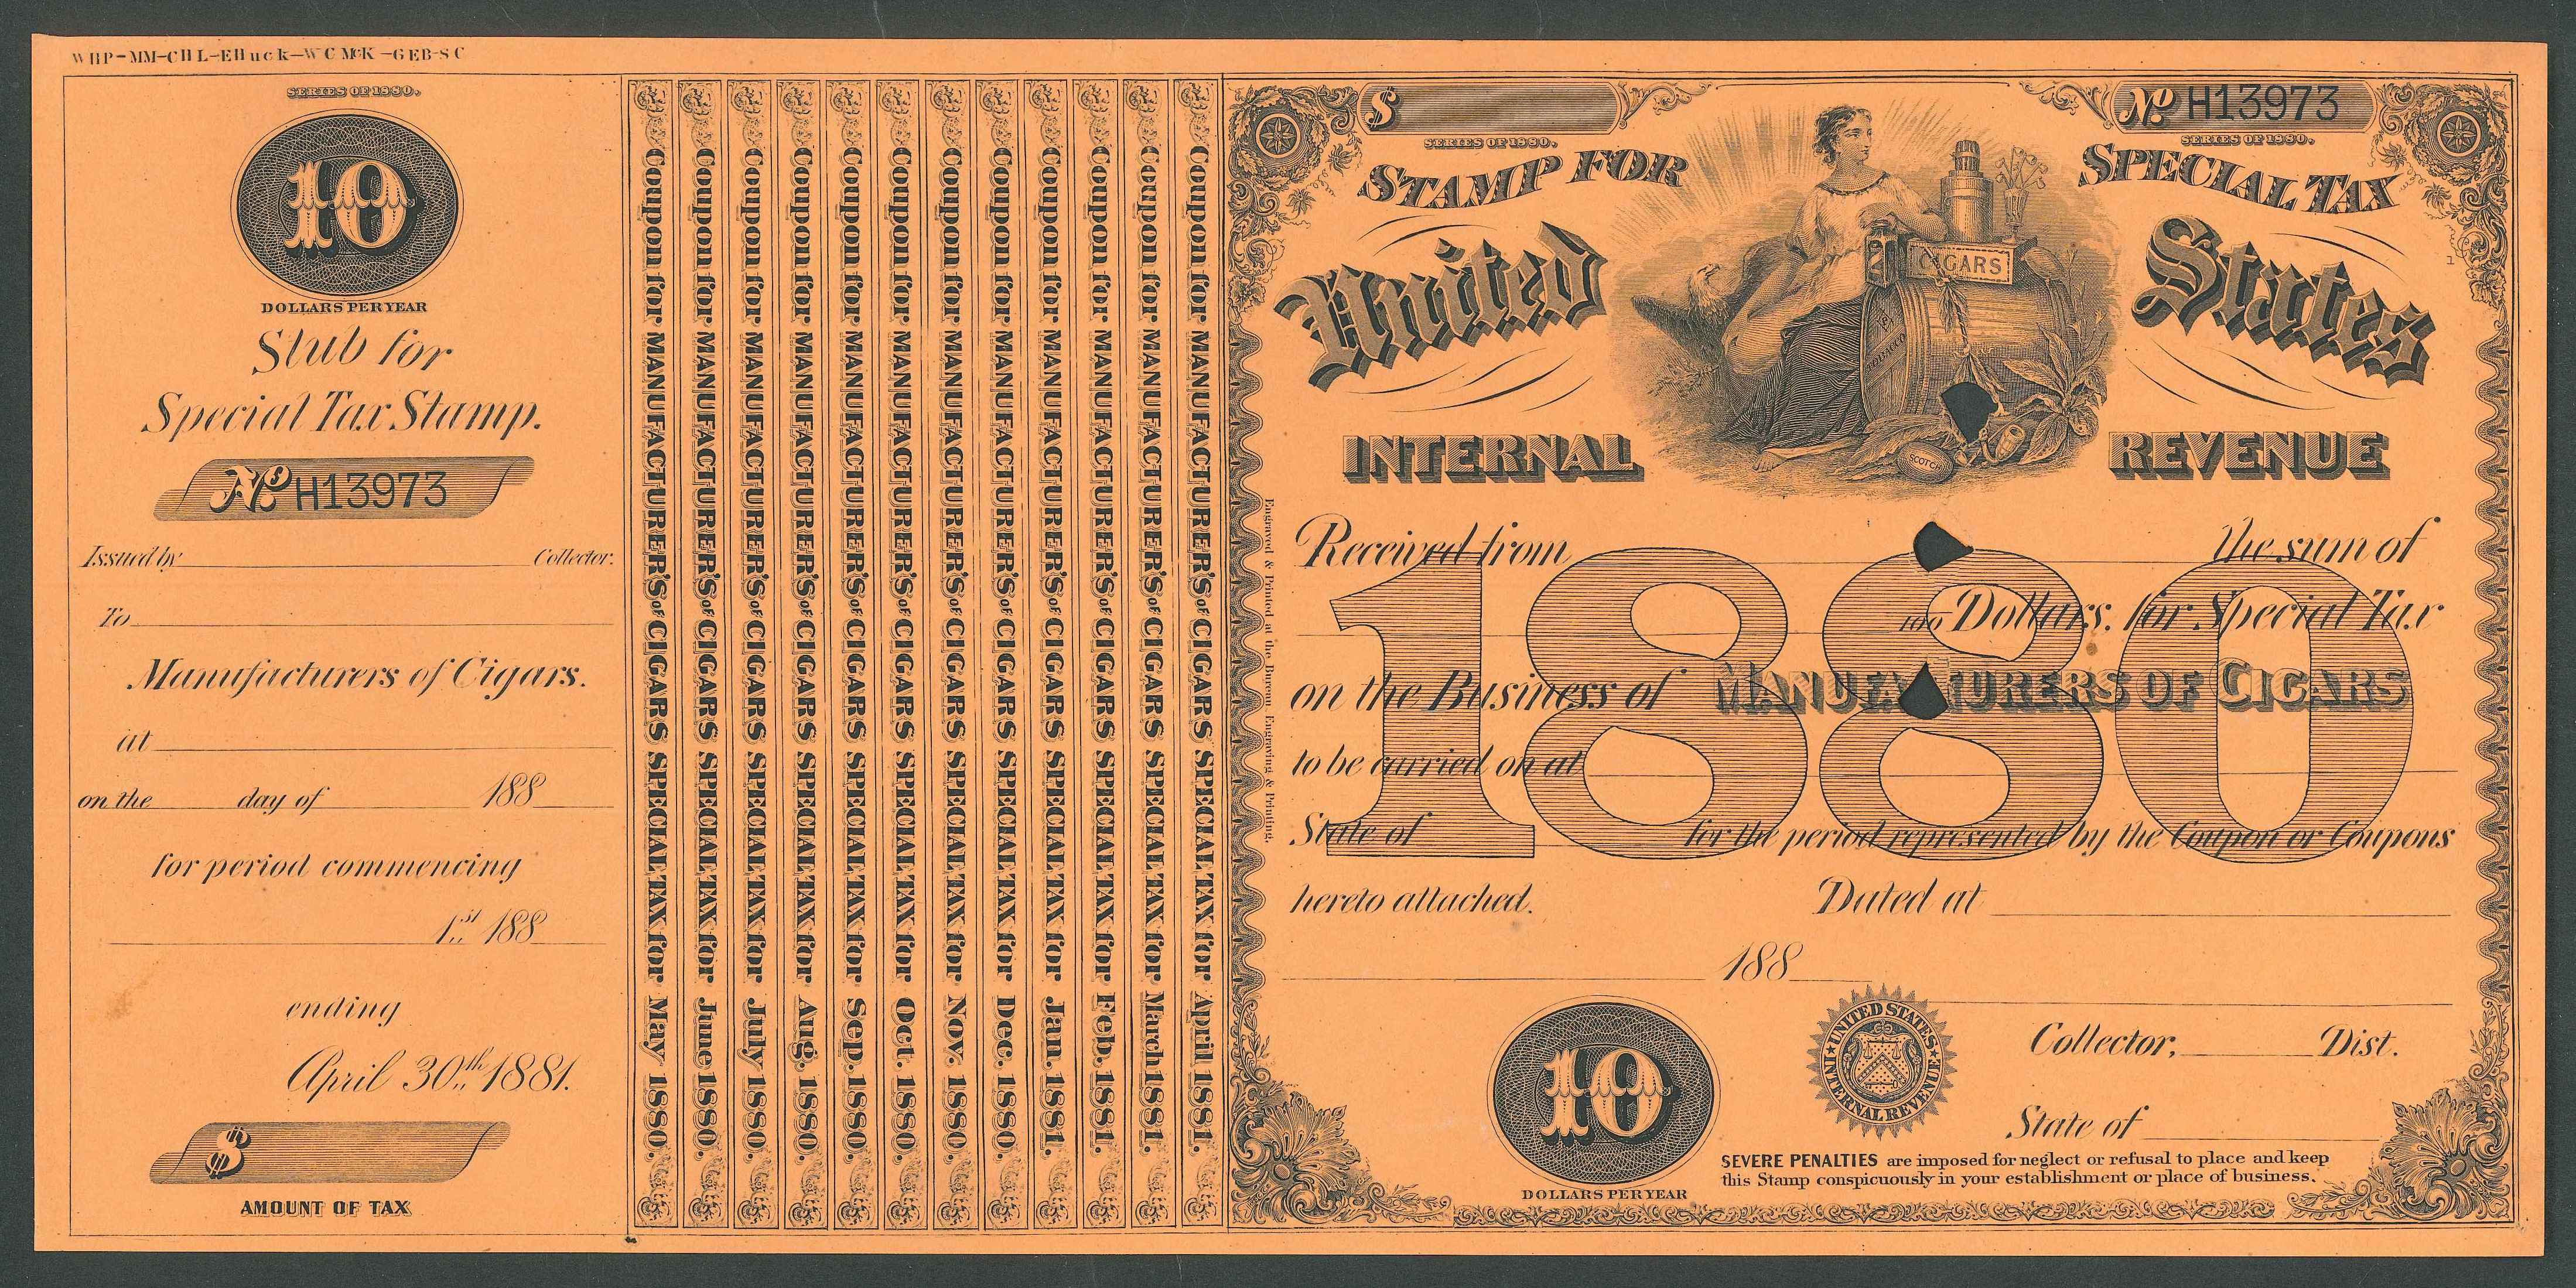 WHP-MM-CHL-EHuck-WC McK-GEB-SC
SERIES OF 1880.
10
DOLLARS PER YEAR
Stub for
Special Tax Stamp.
No H13973
Issued by Collector.
To
Manufacturers of Cigars.
at
on the day of 188
for period commencing
1st 188
ending
April 30th 1881.
$
AMOUNT OF TAX
Coupon for MANUFACTURER'S OF CIGARS SPECIAL TAX for May 1880.
Coupon for MANUFACTURER'S OF CIGARS SPECIAL TAX for June 1880.
Coupon for MANUFACTURER'S OF CIGARS SPECIAL TAX for July 1880.
Coupon for MANUFACTURER'S OF CIGARS SPECIAL TAX for Aug. 1880.
Coupon for MANUFACTURER'S OF CIGARS SPECIAL TAX for Sep. 1880.
Coupon for MANUFACTURER'S OF CIGARS SPECIAL TAX for Oct. 1880.
Coupon for MANUFACTURER'S OF CIGARS SPECIAL TAX for Nov. 1880.
Coupon for MANUFACTURER'S OF CIGARS SPECIAL TAX for Dec. 1880.
Coupon for MANUFACTURER'S OF CIGARS SPECIAL TAX for Jan. 1881.
Coupon for MANUFACTURER'S OF CIGARS SPECIAL TAX for Feb. 1881.
Coupon for MANUFACTURER'S OF CIGARS SPECIAL TAX for March 1881.
Coupon for MANUFACTURER'S OF CIGARS SPECIAL TAX for April 1881.
Engraved & Printed at the Bureau Engraving & Printing.
$ No H13973
SERIES OF 1880. SERIES OF 1880.
STAMP FOR SPECIAL TAX
United States
CIGARS
TOBACCO
SCOTCH
INTERNAL REVENUE
1880
Received from the sum of
100 Dollars, for Special Tax
on the Business of MANUFACTURERS OF CIGARS
to be carried on at
State of for the period represented by the Coupon or Coupons
hereto attached. Dated at
188
10
DOLLARS PER YEAR
UNITED STATES INTERNAL REVENUE
Collector, Dist.
State of
SEVERE PENALTIES are imposed for neglect or refusal to place and keep
this Stamp conspicuously in your establishment or place of business.